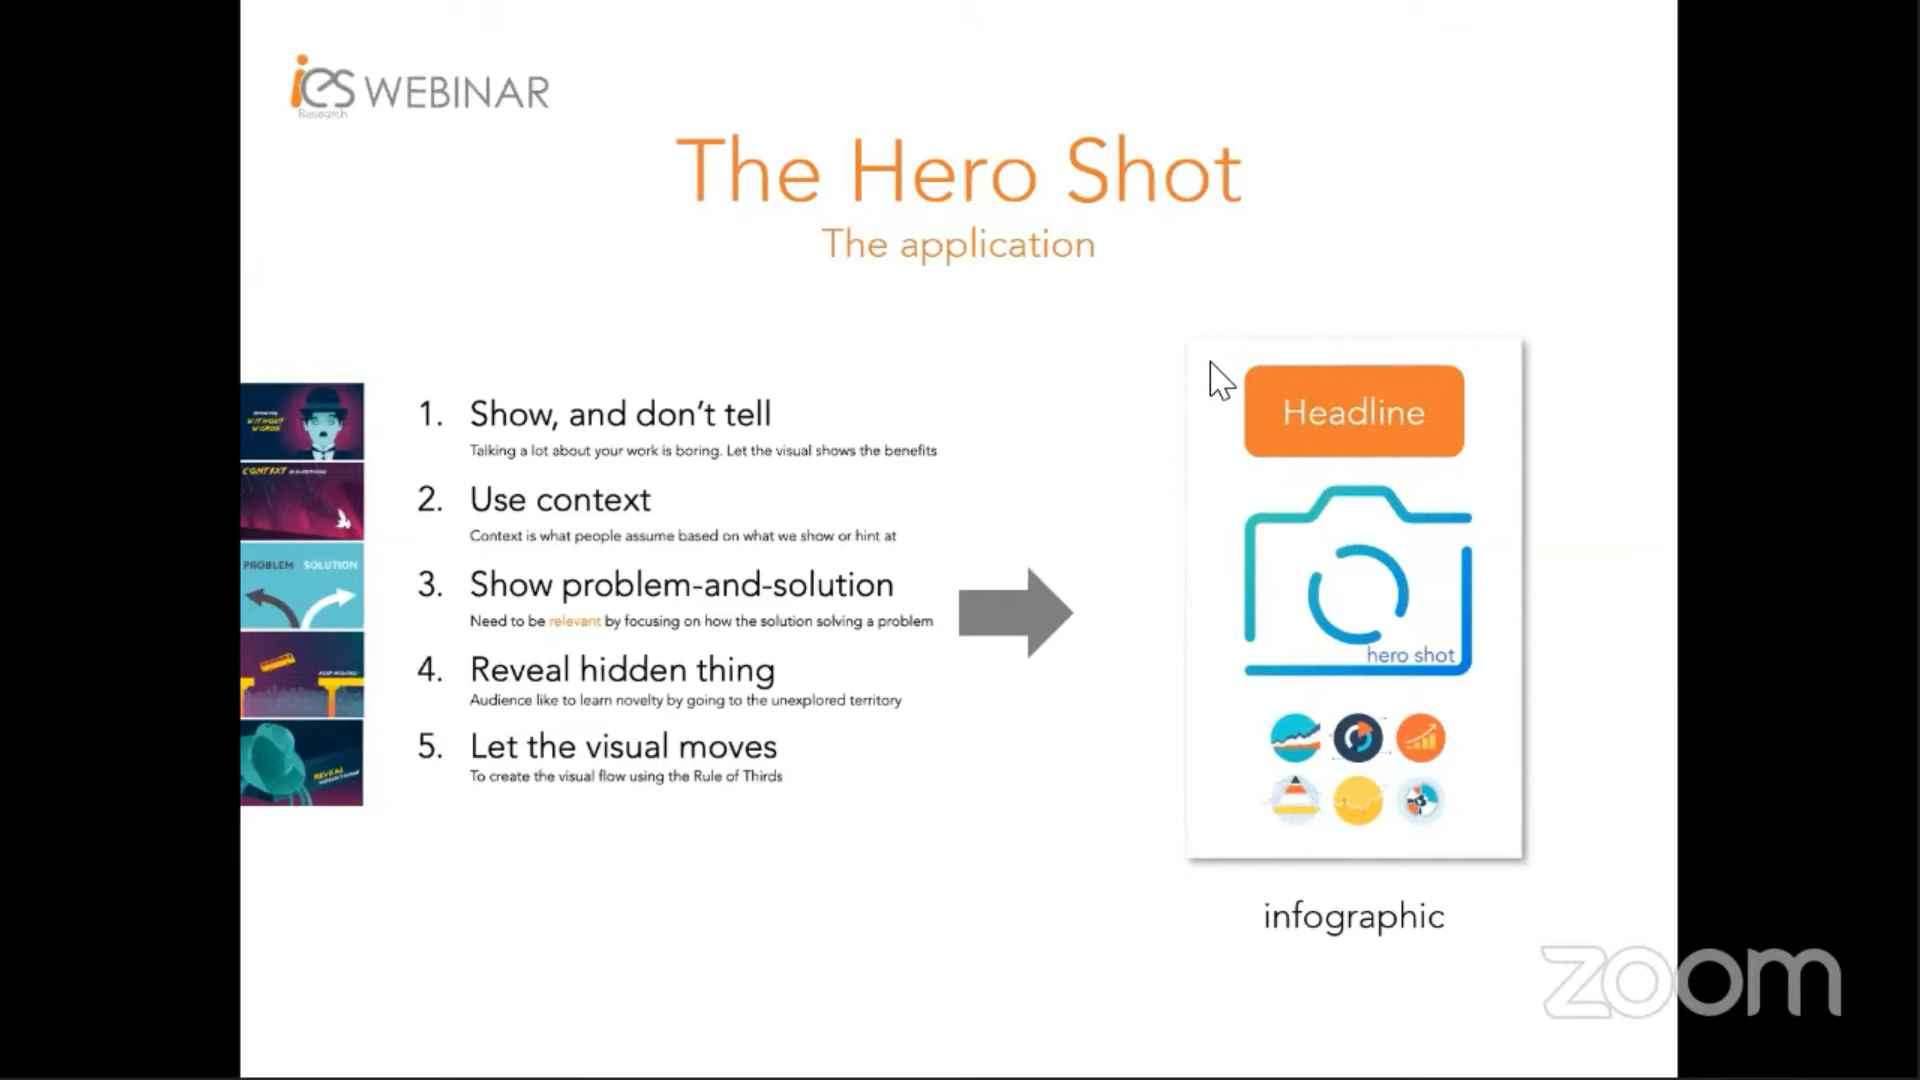 ies WEBINAR
Research
The Hero Shot
The application
WITHOUT
WORDS
CONTEXT
PROBLEM SOLUTION
REVEAL
1. Show, and don't tell
Talking a lot about your work is boring. Let the visual shows the benefits
2. Use context
Context is what people assume based on what we show or hint at
3. Show problem-and-solution
Need to be relevant by focusing on how the solution solving a problem
4. Reveal hidden thing
Audience like to learn novelty by going to the unexplored territory
5. Let the visual moves
To create the visual flow using the Rule of Thirds
Headline
hero shot
infographic
zoom